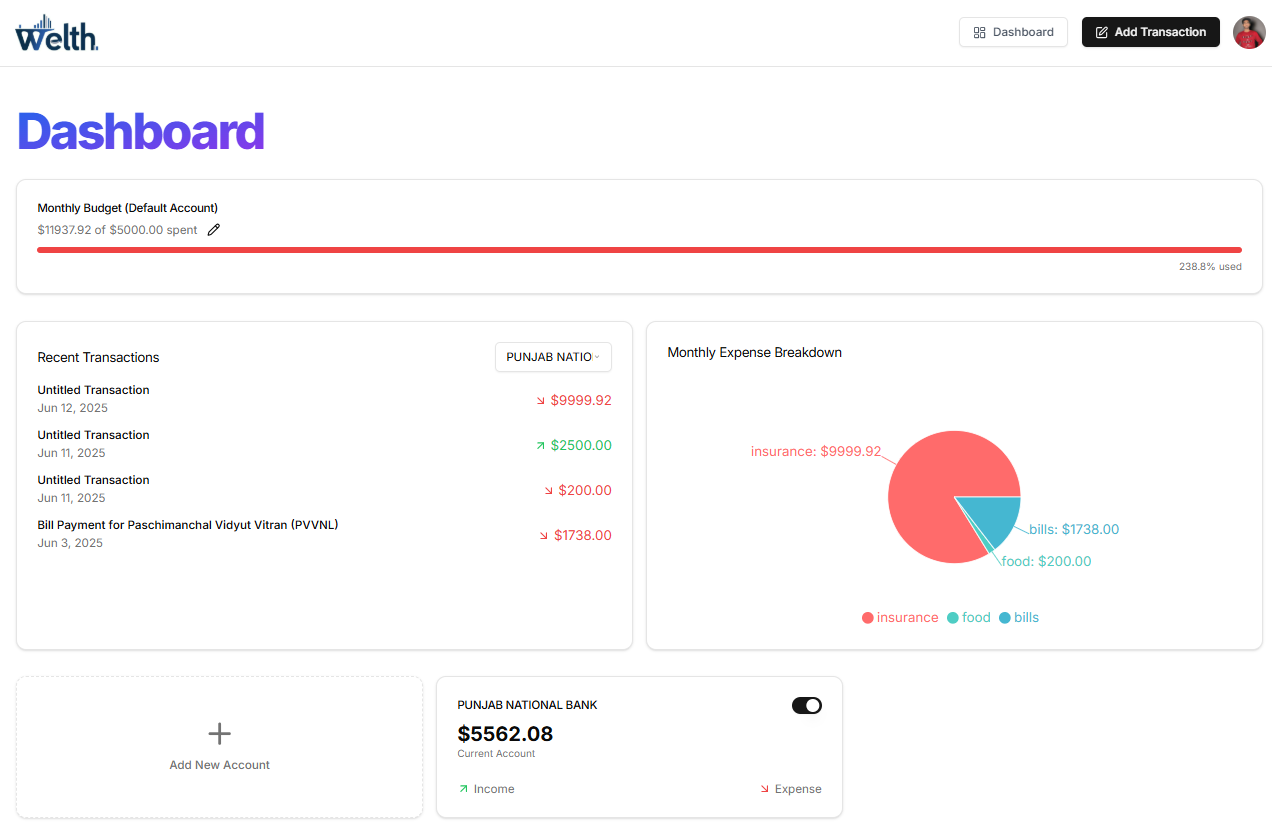 Welth.
Dashboard
Add Transaction
Dashboard
Monthly Budget (Default Account)
$11937.92 of $5000.00 spent
238.8% used
Recent Transactions
PUNJAB NATIO
Untitled Transaction
Jun 12, 2025
$9999.92
Untitled Transaction
Jun 11, 2025
$2500.00
Untitled Transaction
Jun 11, 2025
$200.00
Bill Payment for Paschimanchal Vidyut Vitran (PVVNL)
Jun 3, 2025
$1738.00
Monthly Expense Breakdown
insurance: $9999.92
bills: $1738.00
food: $200.00
insurance food bills
Add New Account
PUNJAB NATIONAL BANK
$5562.08
Current Account
Income
Expense